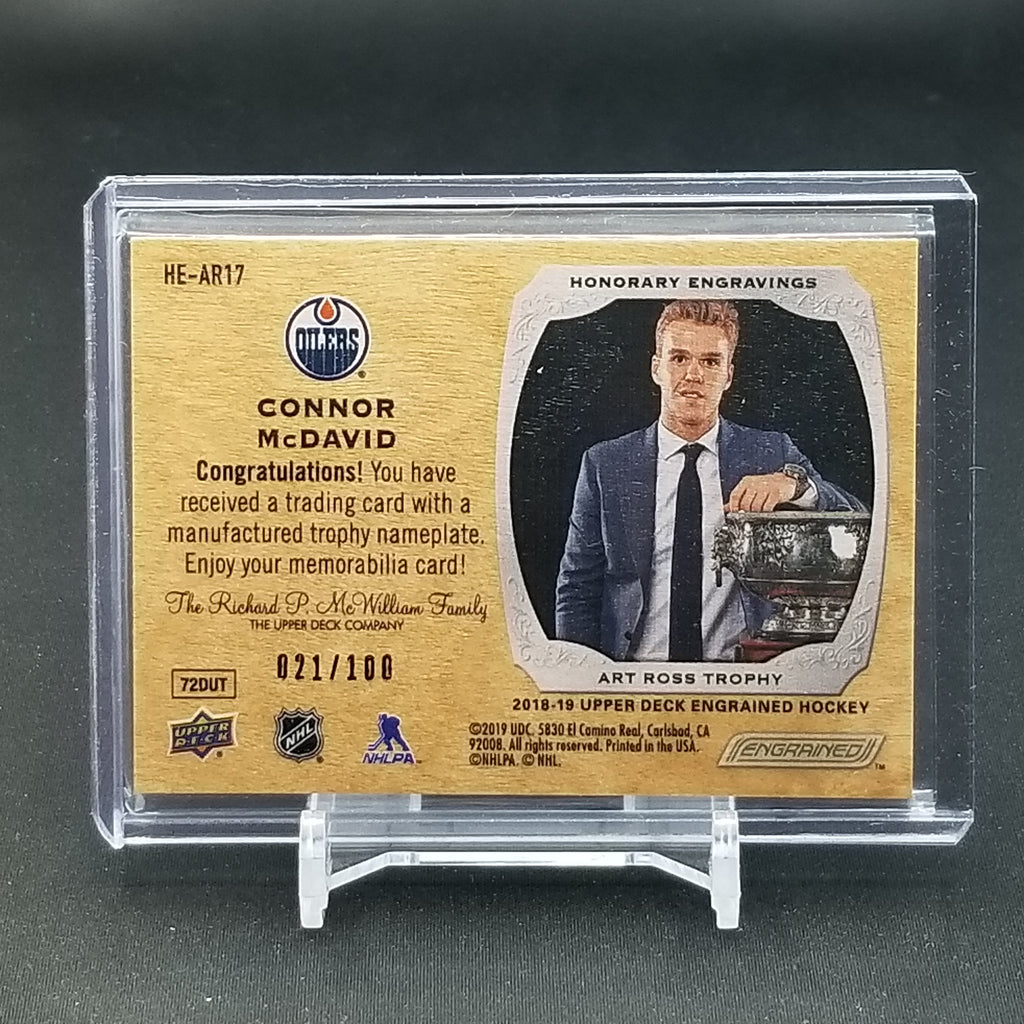 HE-AR17
OILERS
CONNOR
McDAVID
Congratulations! You have
received a trading card with a
manufactured trophy nameplate.
Enjoy your memorabilia card!
The Richard P. McWilliam Family
THE UPPER DECK COMPANY
021/100
72DUT
UPPER
D·E·C·K
NHL
NHLPA
HONORARY ENGRAVINGS
ART ROSS TROPHY
2018-19 UPPER DECK ENGRAINED HOCKEY
©2019 UDC, 5830 El Camino Real, Carlsbad, CA
92008. All rights reserved. Printed in the USA.
©NHLPA. © NHL.
ENGRAINED™